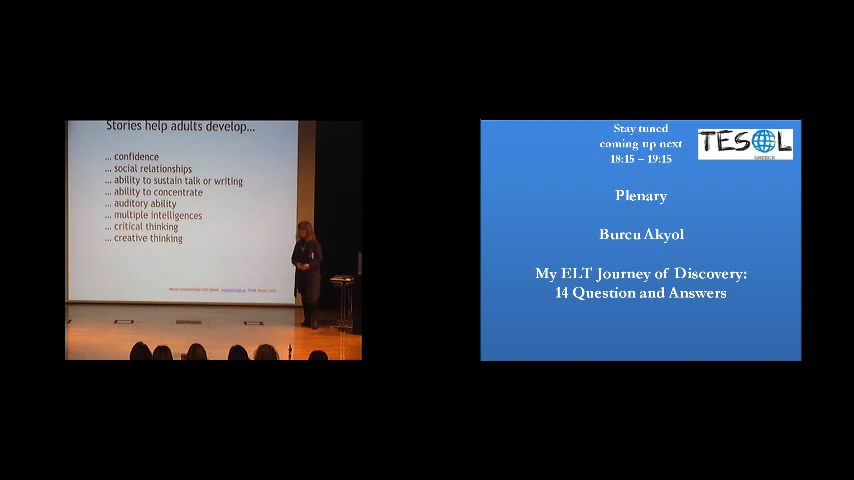 Stories help adults develop...
... confidence
... social relationships
... ability to sustain talk or writing
... ability to concentrate
... auditory ability
... multiple intelligences
... critical thinking
... creative thinking
Stay tuned
coming up next
18:15 – 19:15
TESOL
GREECE
Plenary
Burcu Akyol
My ELT Journey of Discovery:
14 Question and Answers